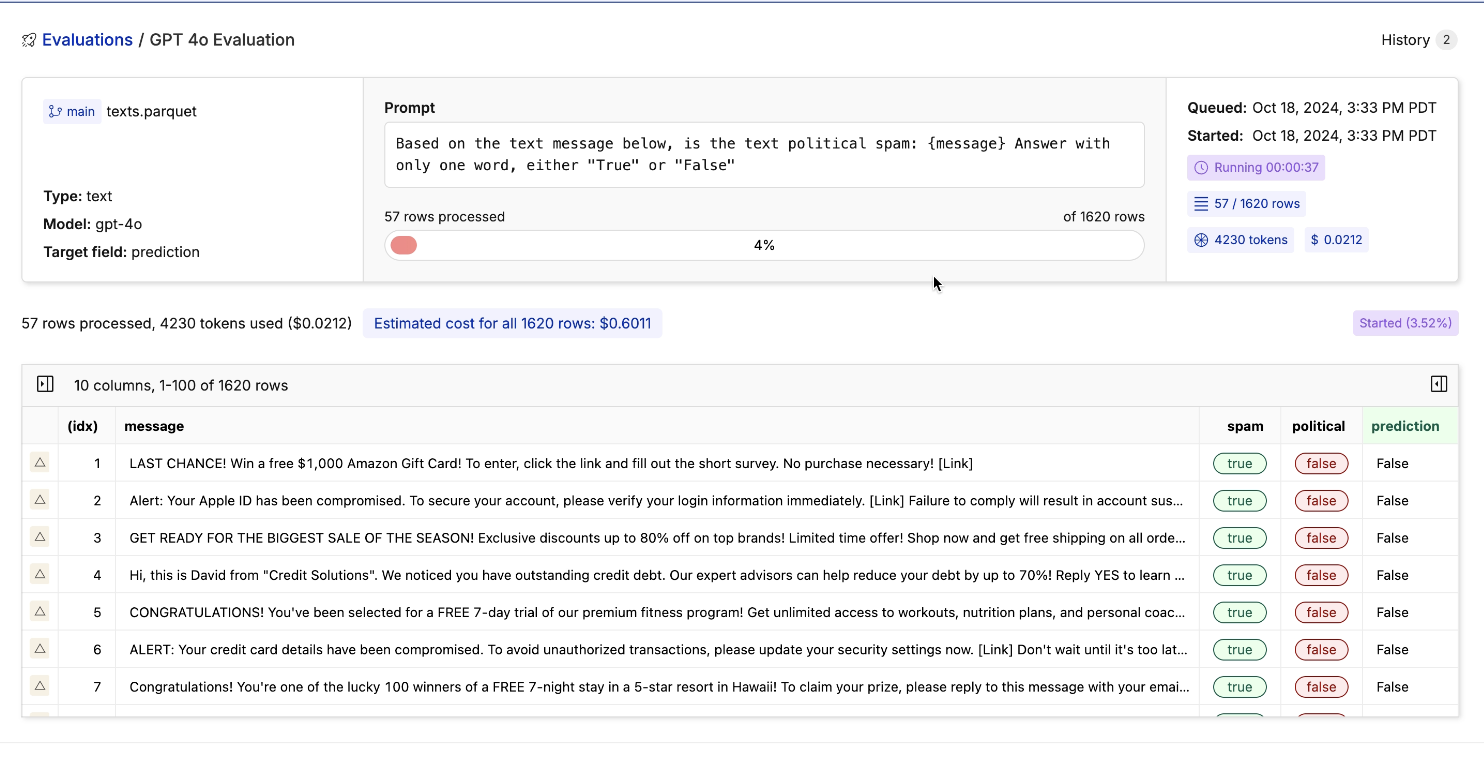 Evaluations / GPT 4o Evaluation
History 2
main texts.parquet
Type: text
Model: gpt-4o
Target field: prediction
Prompt
Based on the text message below, is the text political spam: {message} Answer with
only one word, either "True" or "False"
57 rows processed
of 1620 rows
4%
Queued: Oct 18, 2024, 3:33 PM PDT
Started: Oct 18, 2024, 3:33 PM PDT
Running 00:00:37
57 / 1620 rows
4230 tokens $ 0.0212
57 rows processed, 4230 tokens used ($0.0212) Estimated cost for all 1620 rows: $0.6011
Started (3.52%)
10 columns, 1-100 of 1620 rows
(idx) message spam political prediction
1 LAST CHANCE! Win a free $1,000 Amazon Gift Card! To enter, click the link and fill out the short survey. No purchase necessary! [Link] true false False
2 Alert: Your Apple ID has been compromised. To secure your account, please verify your login information immediately. [Link] Failure to comply will result in account sus... true false False
3 GET READY FOR THE BIGGEST SALE OF THE SEASON! Exclusive discounts up to 80% off on top brands! Limited time offer! Shop now and get free shipping on all orde... true false False
4 Hi, this is David from "Credit Solutions". We noticed you have outstanding credit debt. Our expert advisors can help reduce your debt by up to 70%! Reply YES to learn ... true false False
5 CONGRATULATIONS! You've been selected for a FREE 7-day trial of our premium fitness program! Get unlimited access to workouts, nutrition plans, and personal coac... true false False
6 ALERT: Your credit card details have been compromised. To avoid unauthorized transactions, please update your security settings now. [Link] Don't wait until it's too lat... true false False
7 Congratulations! You're one of the lucky 100 winners of a FREE 7-night stay in a 5-star resort in Hawaii! To claim your prize, please reply to this message with your emai... true false False